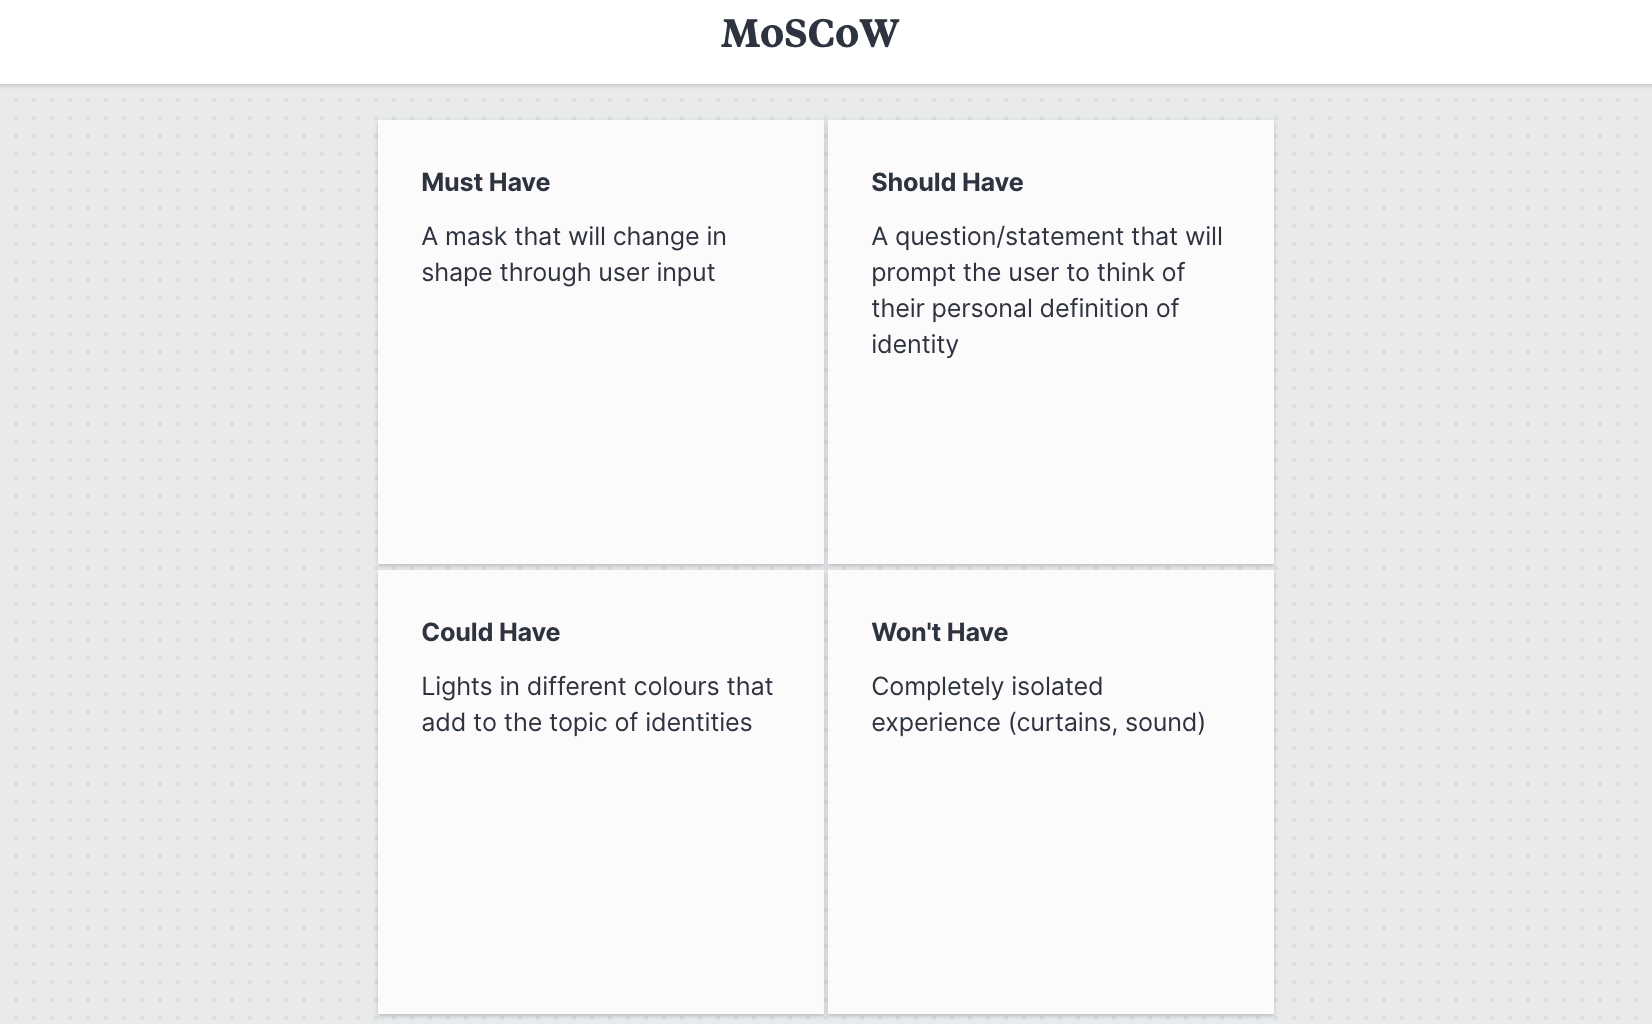 MoSCoW
Must Have
A mask that will change in
shape through user input
Should Have
A question/statement that will
prompt the user to think of
their personal definition of
identity
Could Have
Lights in different colours that
add to the topic of identities
Won't Have
Completely isolated
experience (curtains, sound)